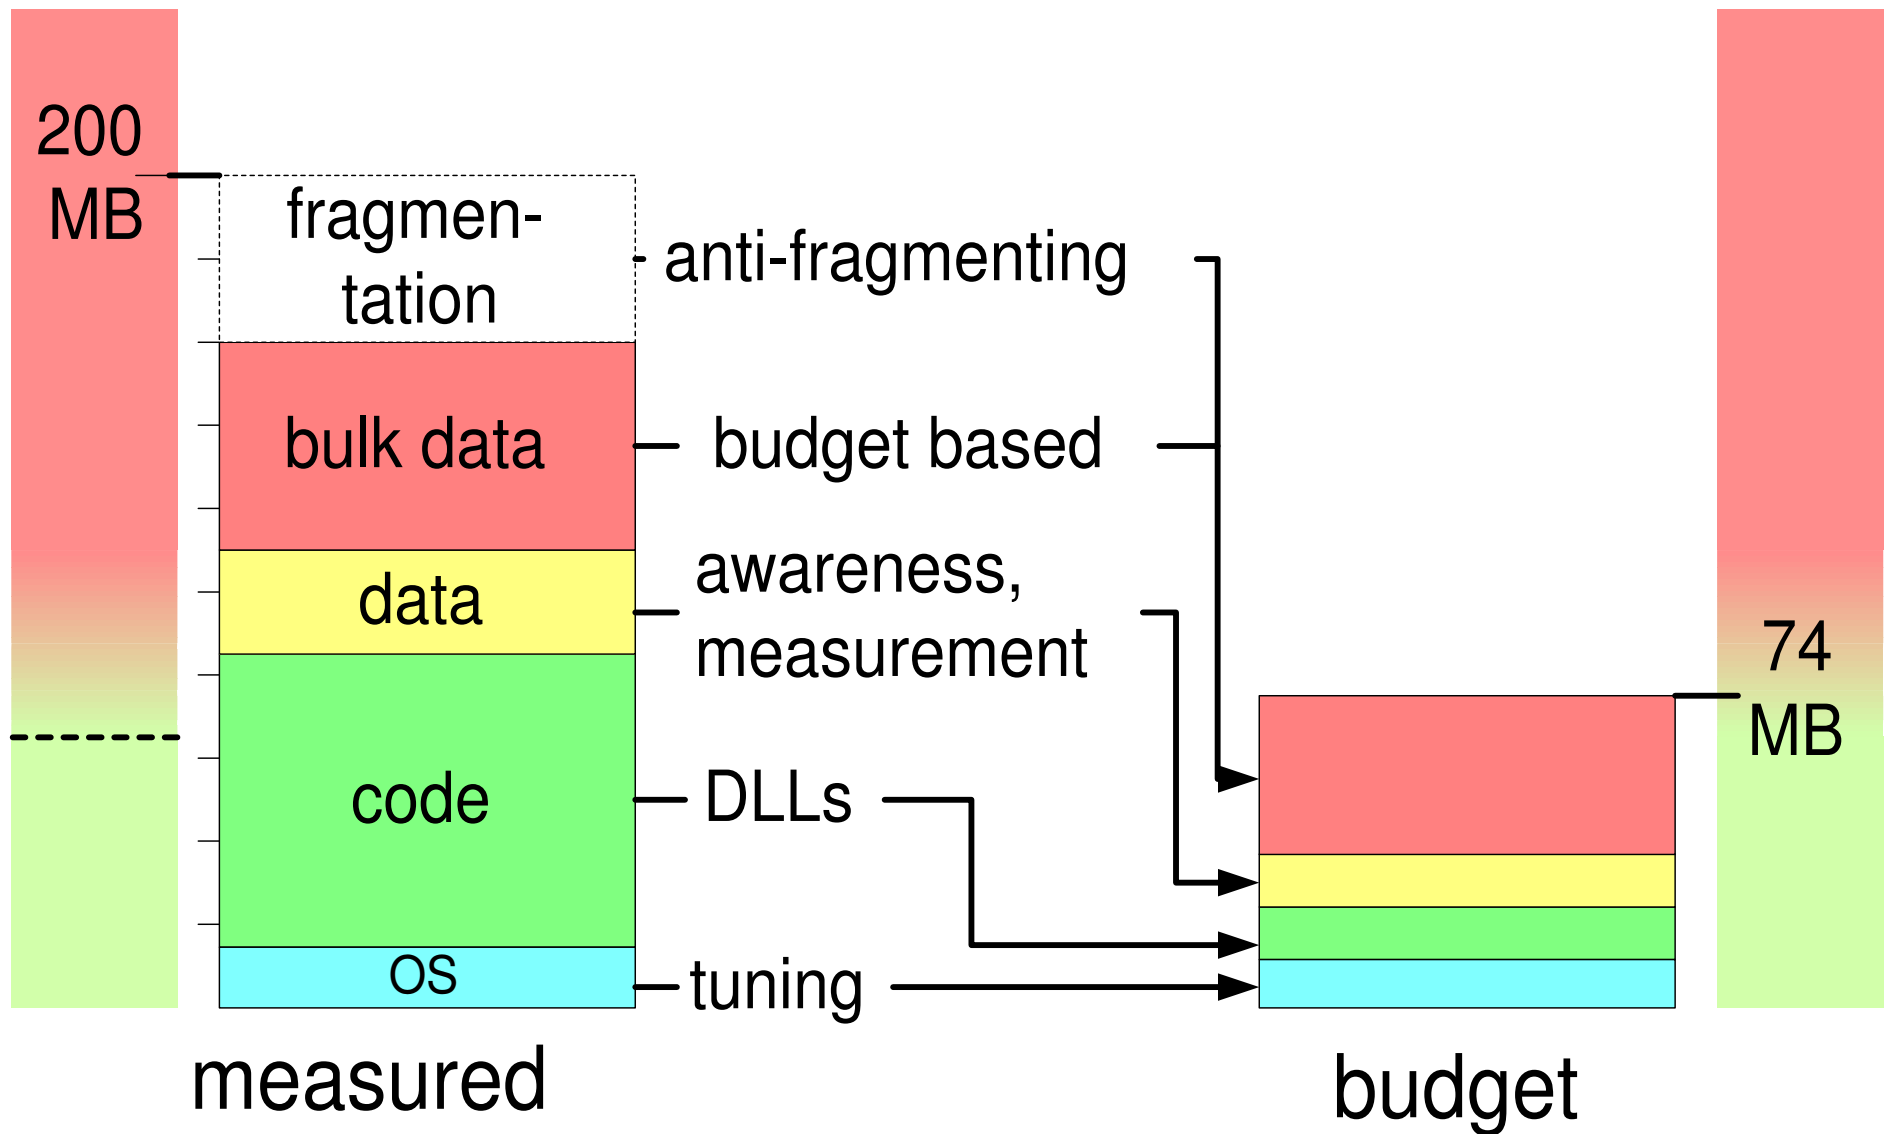 200
MB
fragmen-
tation
anti-fragmenting
bulk data
budget based
data
awareness,
measurement
74
MB
code
DLLs
OS
tuning
measured
budget